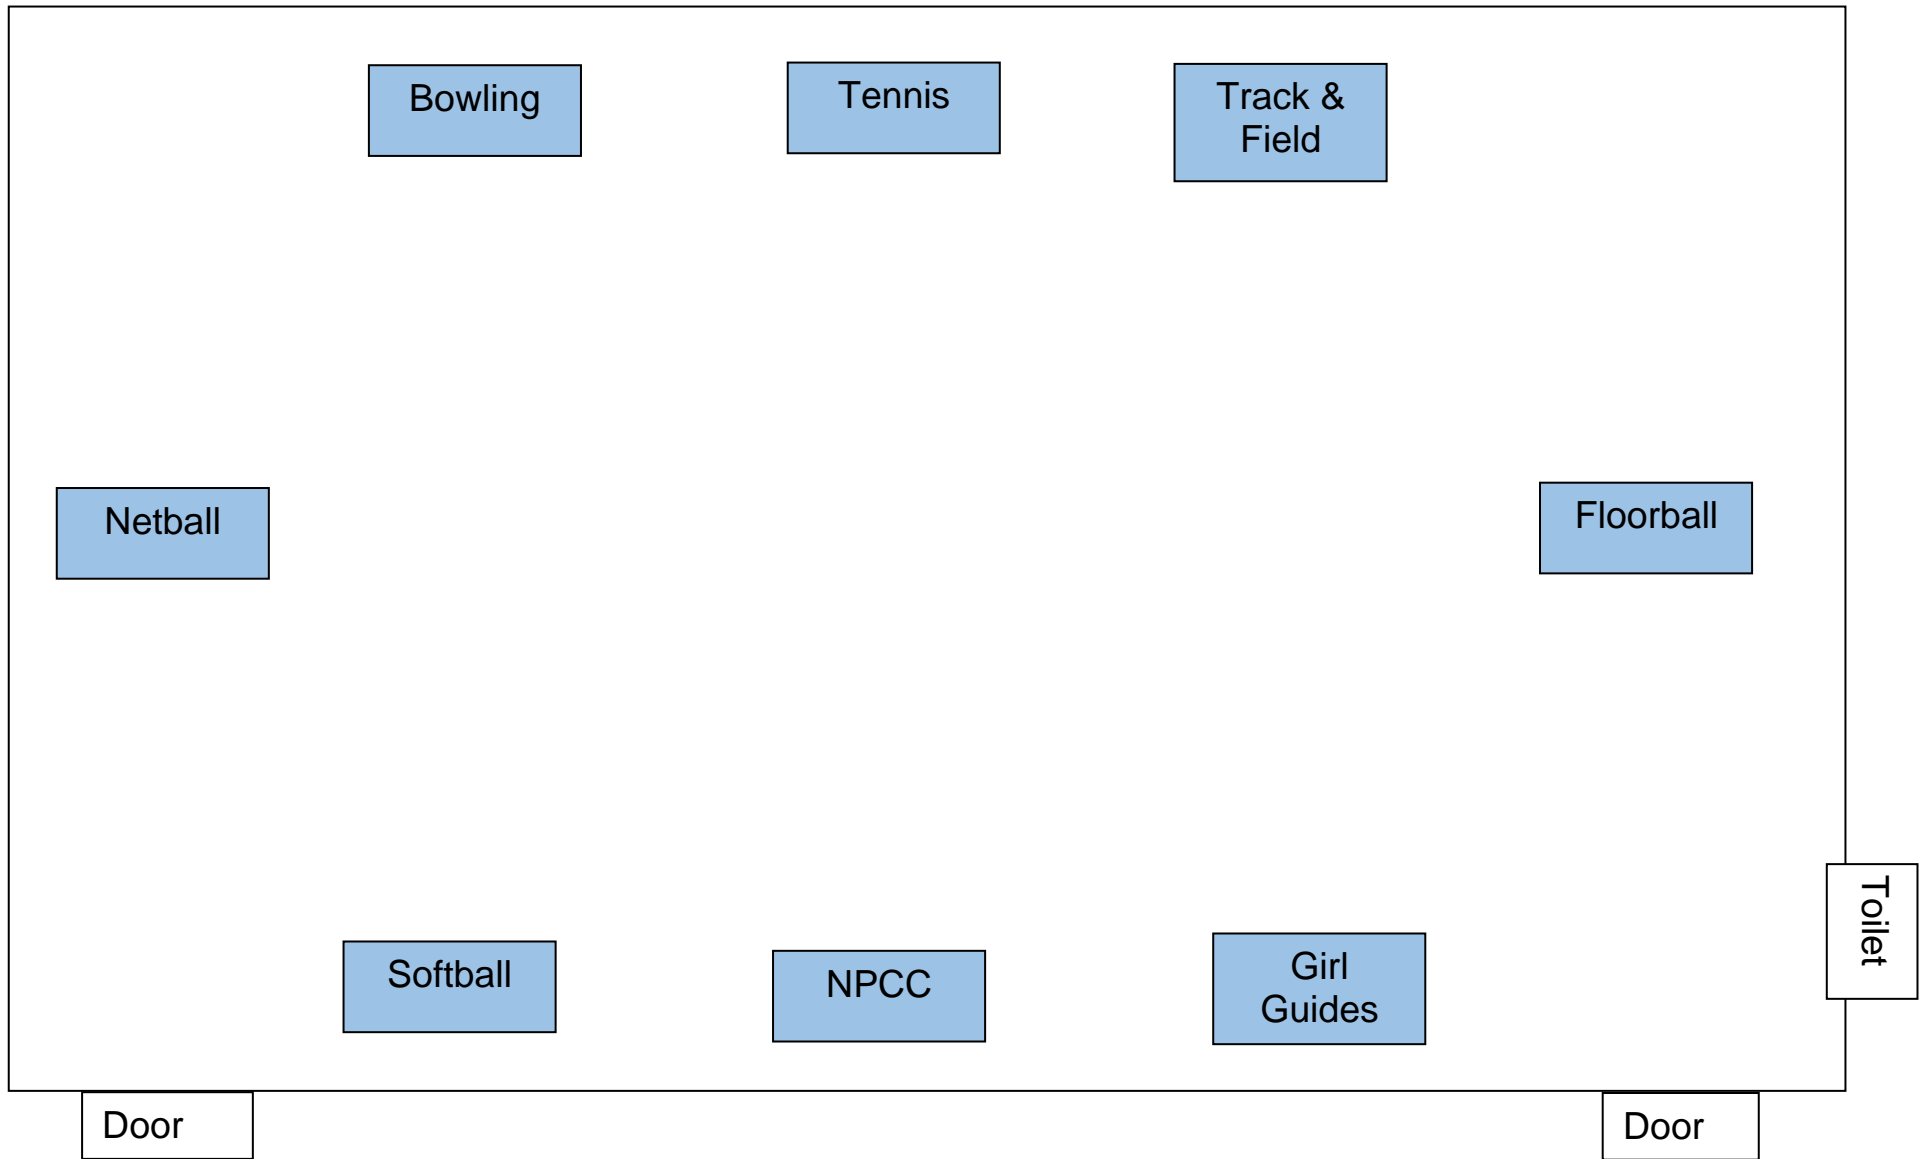 Bowling
Tennis
Track &
Field
Netball
Floorball
Toilet
Softball
NPCC
Girl
Guides
Door
Door